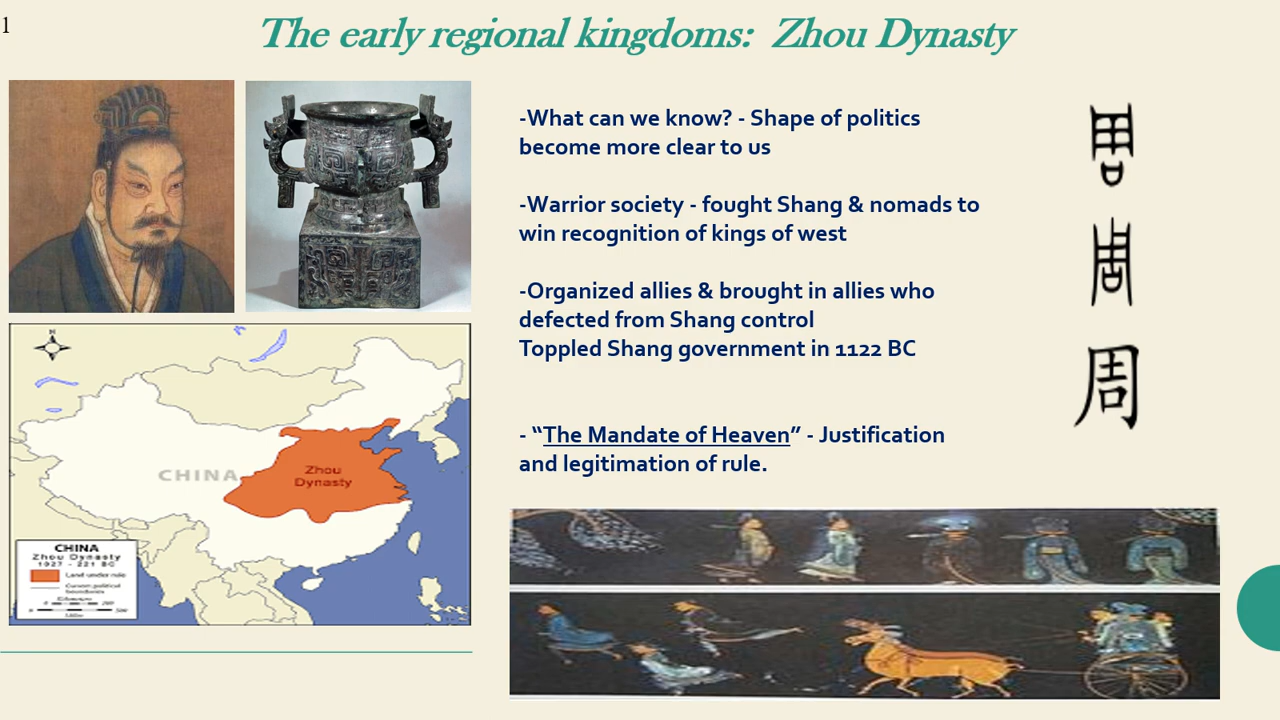 1
The early regional kingdoms: Zhou Dynasty
-What can we know? - Shape of politics
become more clear to us
-Warrior society - fought Shang & nomads to
win recognition of kings of west
-Organized allies & brought in allies who
defected from Shang control
Toppled Shang government in 1122 BC
- “The Mandate of Heaven” - Justification
and legitimation of rule.
周
周
周
N
CHINA
Zhou
Dynasty
CHINA
Zhou Dynasty
1027 - 221 BC
Land under rule
Current political
boundaries